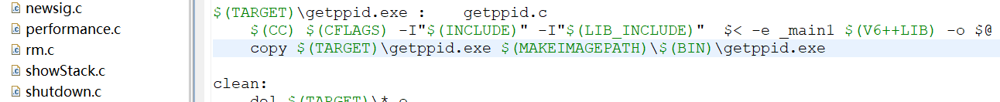 newsig.c
performance.c
rm.c
showStack.c
shutdown.c
$(TARGET)\getppid.exe :    getppid.c
$(CC) $(CFLAGS) -I"$(INCLUDE)" -I"$(LIB_INCLUDE)"  $< -e _main1 $(V6++LIB) -o $@
copy $(TARGET)\getppid.exe $(MAKEIMAGEPATH)\$(BIN)\getppid.exe
clean:
del $(TARGET)\*.o